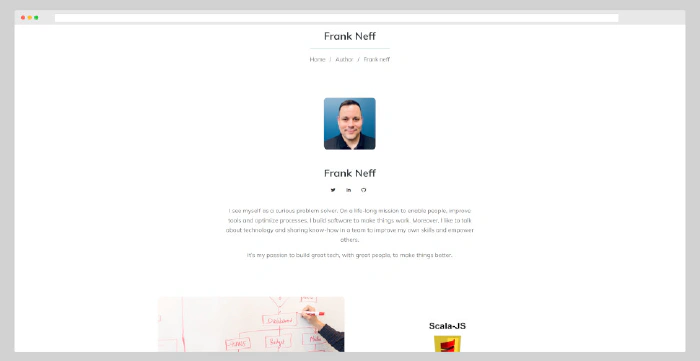 Frank Neff
Home / Author / Frank neff
Frank Neff
I see myself as a curious problem solver. On a life-long mission to enable people, improve
tools and optimize processes, I build software to make things work. Moreover, I like to talk
about technology and sharing know-how in a team to improve my own skills and empower
others.
It's my passion to build great tech, with great people, to make things better.
Scala-JS
Dashboard
Budget